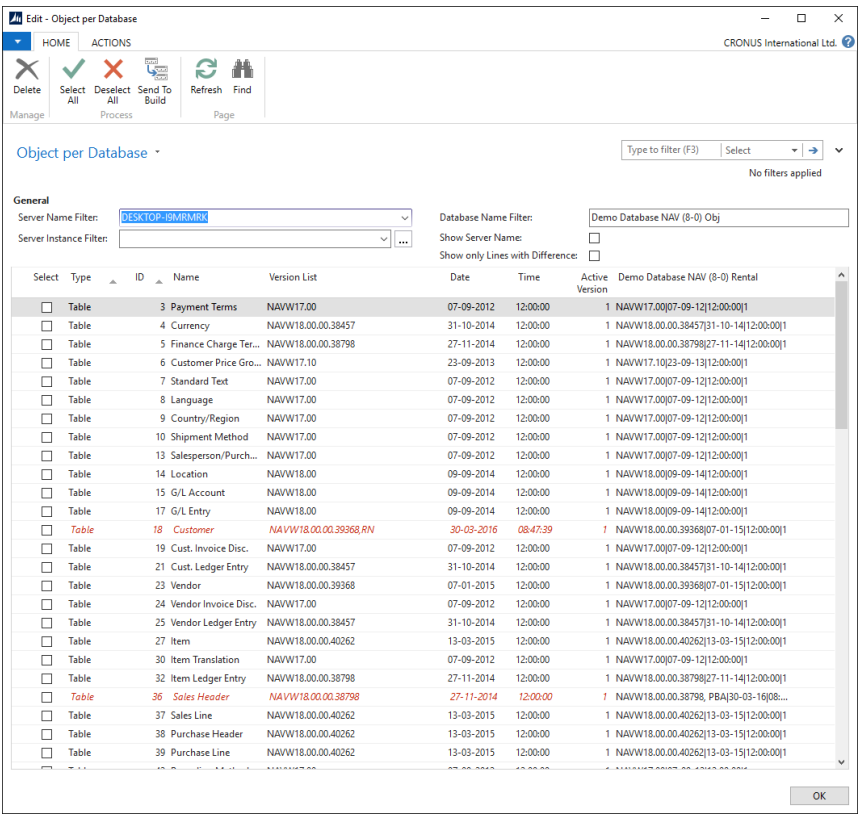 Edit - Object per Database
HOME ACTIONS CRONUS International Ltd.
Delete Select All Deselect All Send To Build Refresh Find
Manage Process Page
Object per Database
Type to filter (F3) Select
No filters applied
General
Server Name Filter: DESKTOP-I9MRMRK Database Name Filter: Demo Database NAV (8-0) Obj
Server Instance Filter: ... Show Server Name:
Show only Lines with Difference:
Select Type ID Name Version List Date Time Active Version Demo Database NAV (8-0) Rental
Table 3 Payment Terms NAVW17.00 07-09-2012 12:00:00 1 NAVW17.00|07-09-12|12:00:00|1
Table 4 Currency NAVW18.00.00.38457 31-10-2014 12:00:00 1 NAVW18.00.00.38457|31-10-14|12:00:00|1
Table 5 Finance Charge Ter... NAVW18.00.00.38798 27-11-2014 12:00:00 1 NAVW18.00.00.38798|27-11-14|12:00:00|1
Table 6 Customer Price Gro... NAVW17.10 23-09-2013 12:00:00 1 NAVW17.10|23-09-13|12:00:00|1
Table 7 Standard Text NAVW17.00 07-09-2012 12:00:00 1 NAVW17.00|07-09-12|12:00:00|1
Table 8 Language NAVW17.00 07-09-2012 12:00:00 1 NAVW17.00|07-09-12|12:00:00|1
Table 9 Country/Region NAVW17.00 07-09-2012 12:00:00 1 NAVW17.00|07-09-12|12:00:00|1
Table 10 Shipment Method NAVW17.00 07-09-2012 12:00:00 1 NAVW17.00|07-09-12|12:00:00|1
Table 13 Salesperson/Purch... NAVW17.00 07-09-2012 12:00:00 1 NAVW17.00|07-09-12|12:00:00|1
Table 14 Location NAVW18.00 09-09-2014 12:00:00 1 NAVW18.00|09-09-14|12:00:00|1
Table 15 G/L Account NAVW18.00 09-09-2014 12:00:00 1 NAVW18.00|09-09-14|12:00:00|1
Table 17 G/L Entry NAVW18.00 09-09-2014 12:00:00 1 NAVW18.00|09-09-14|12:00:00|1
Table 18 Customer NAVW18.00.00.39368,RN 30-03-2016 08:47:39 1 NAVW18.00.00.39368|07-01-15|12:00:00|1
Table 19 Cust. Invoice Disc. NAVW17.00 07-09-2012 12:00:00 1 NAVW17.00|07-09-12|12:00:00|1
Table 21 Cust. Ledger Entry NAVW18.00.00.38457 31-10-2014 12:00:00 1 NAVW18.00.00.38457|31-10-14|12:00:00|1
Table 23 Vendor NAVW18.00.00.39368 07-01-2015 12:00:00 1 NAVW18.00.00.39368|07-01-15|12:00:00|1
Table 24 Vendor Invoice Disc. NAVW17.00 07-09-2012 12:00:00 1 NAVW17.00|07-09-12|12:00:00|1
Table 25 Vendor Ledger Entry NAVW18.00.00.38457 31-10-2014 12:00:00 1 NAVW18.00.00.38457|31-10-14|12:00:00|1
Table 27 Item NAVW18.00.00.40262 13-03-2015 12:00:00 1 NAVW18.00.00.40262|13-03-15|12:00:00|1
Table 30 Item Translation NAVW17.00 07-09-2012 12:00:00 1 NAVW17.00|07-09-12|12:00:00|1
Table 32 Item Ledger Entry NAVW18.00.00.38798 27-11-2014 12:00:00 1 NAVW18.00.00.38798|27-11-14|12:00:00|1
Table 36 Sales Header NAVW18.00.00.38798 27-11-2014 12:00:00 1 NAVW18.00.00.38798, PBA|30-03-16|08:...
Table 37 Sales Line NAVW18.00.00.40262 13-03-2015 12:00:00 1 NAVW18.00.00.40262|13-03-15|12:00:00|1
Table 38 Purchase Header NAVW18.00.00.40262 13-03-2015 12:00:00 1 NAVW18.00.00.40262|13-03-15|12:00:00|1
Table 39 Purchase Line NAVW18.00.00.40262 13-03-2015 12:00:00 1 NAVW18.00.00.40262|13-03-15|12:00:00|1
OK